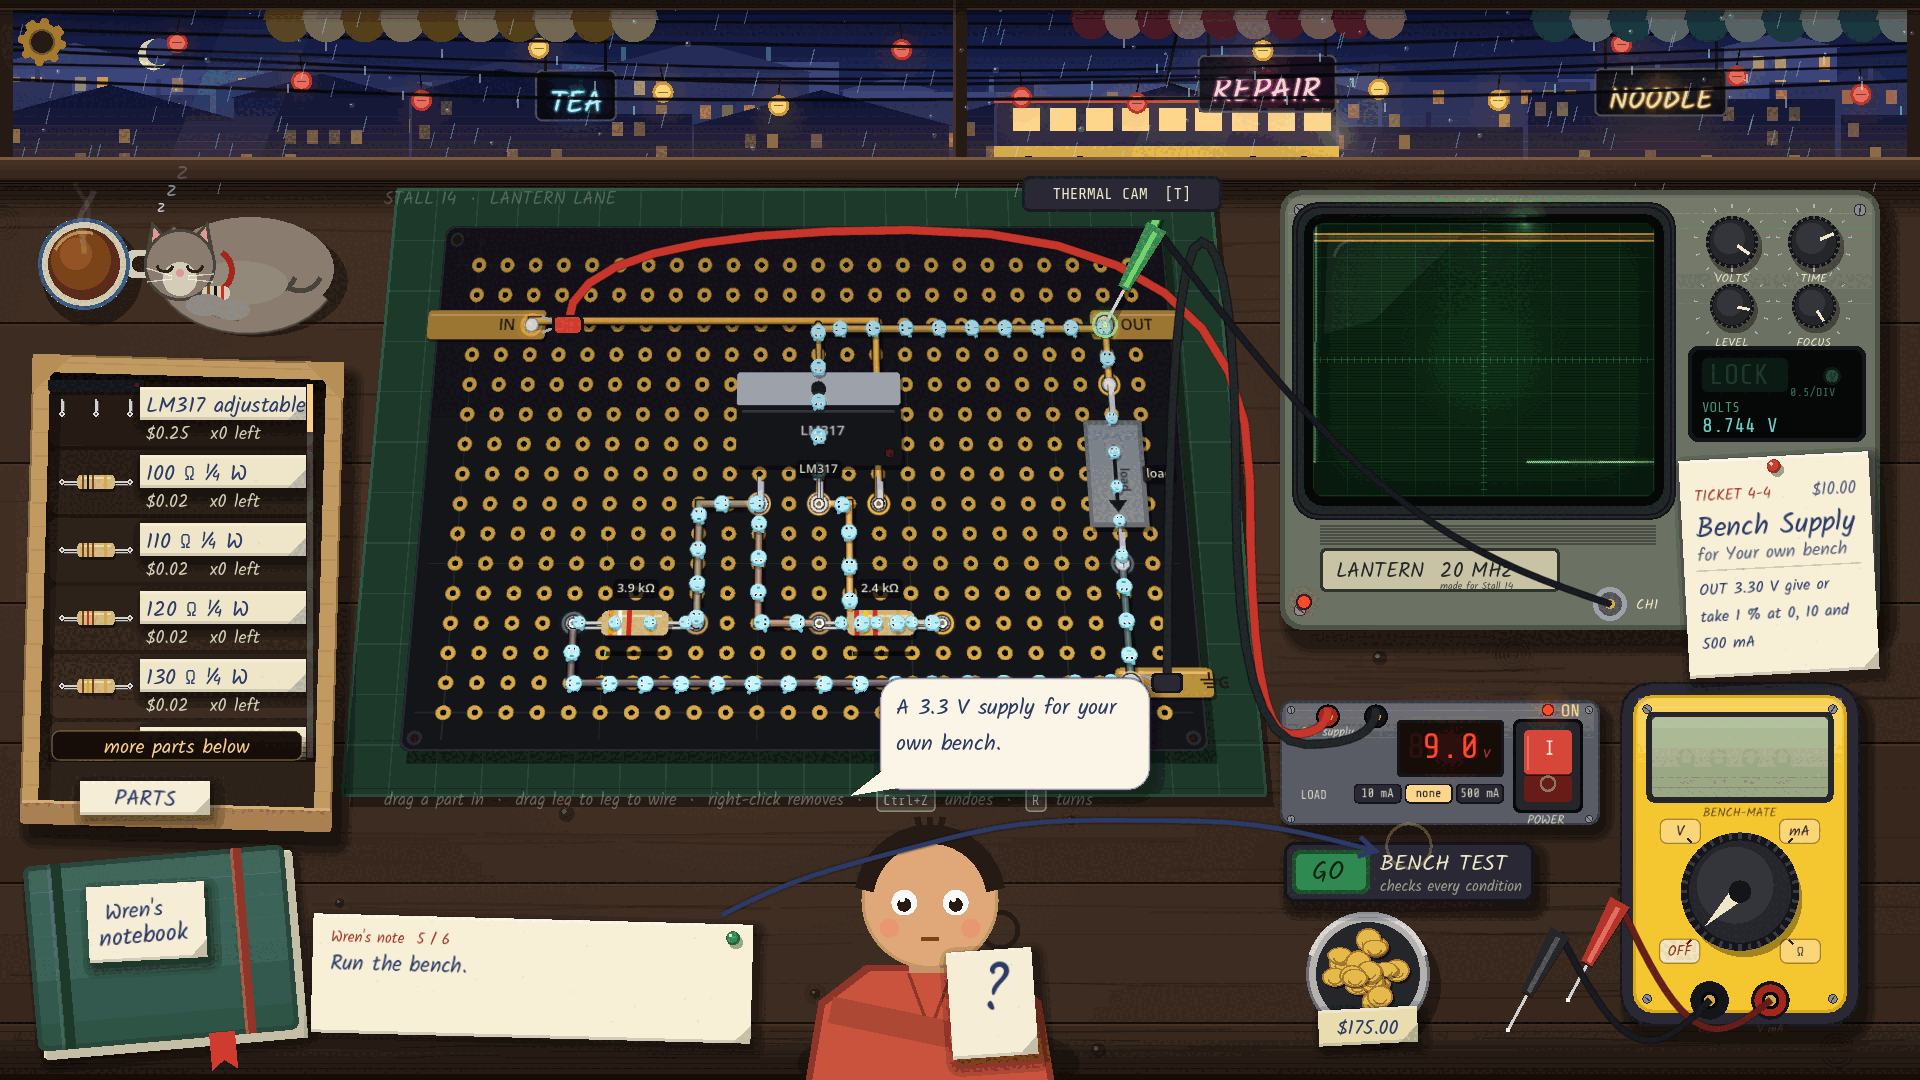 TEA
REPAIR
NOODLE
z
z
z
STALL 14 · LANTERN LANE
THERMAL CAM [T]
IN
OUT
LM317
LM317
load
3.9 kΩ
2.4 kΩ
G
LM317 adjustable
$0.25 x0 left
100 Ω ¼ W
$0.02 x0 left
110 Ω ¼ W
$0.02 x0 left
120 Ω ¼ W
$0.02 x0 left
130 Ω ¼ W
$0.02 x0 left
more parts below
PARTS
A 3.3 V supply for your
own bench.
drag a part in · drag leg to leg to wire · right-click removes · Ctrl+Z undoes · R turns
VOLTS
TIME
LEVEL
FOCUS
LOCK
0.5/DIV
VOLTS
8.744 V
LANTERN 20 MHz
made for Stall 14
CH1
TICKET 4-4 $10.00
Bench Supply
for Your own bench
OUT 3.30 V give or
take 1 % at 0, 10 and
500 mA
supply
9.0 V
ON
I
LOAD
10 mA
none
500 mA
POWER
GO
BENCH TEST
checks every condition
BENCH-MATE
V
mA
OFF
Ω
$175.00
Wren's
notebook
Wren's note 5 / 6
Run the bench.
?